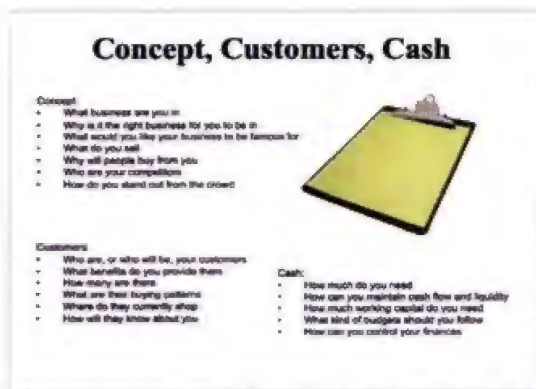 Concept, Customers, Cash
Concept:
• What business are you in
• Why is it the right business for you to be in
• What would you like your business to be famous for
• What do you sell
• Why will people buy from you
• Who are your competitors
• How do you stand out from the crowd
Customers
• Who are, or who will be, your customers
• What benefits do you provide them
• How many are there
• What are their buying patterns
• Where do they currently shop
• How will they know about you
Cash:
• How much do you need
• How can you maintain cash flow and liquidity
• How much working capital do you need
• What kind of budgets should you follow
• How can you control your finances